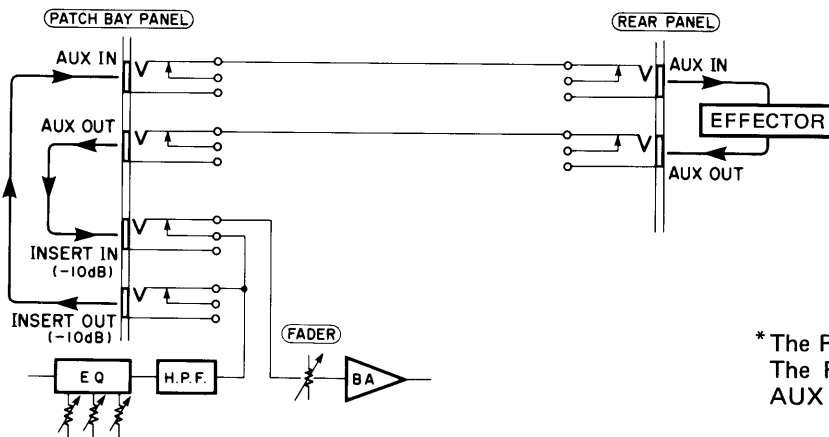 PATCH BAY PANEL
REAR PANEL
AUX IN
AUX IN
AUX OUT
EFFECTOR
AUX OUT
INSERT IN
(-10dB)
INSERT OUT
(-10dB)
FADER
EQ
H.P.F.
BA
* The
The
AUX